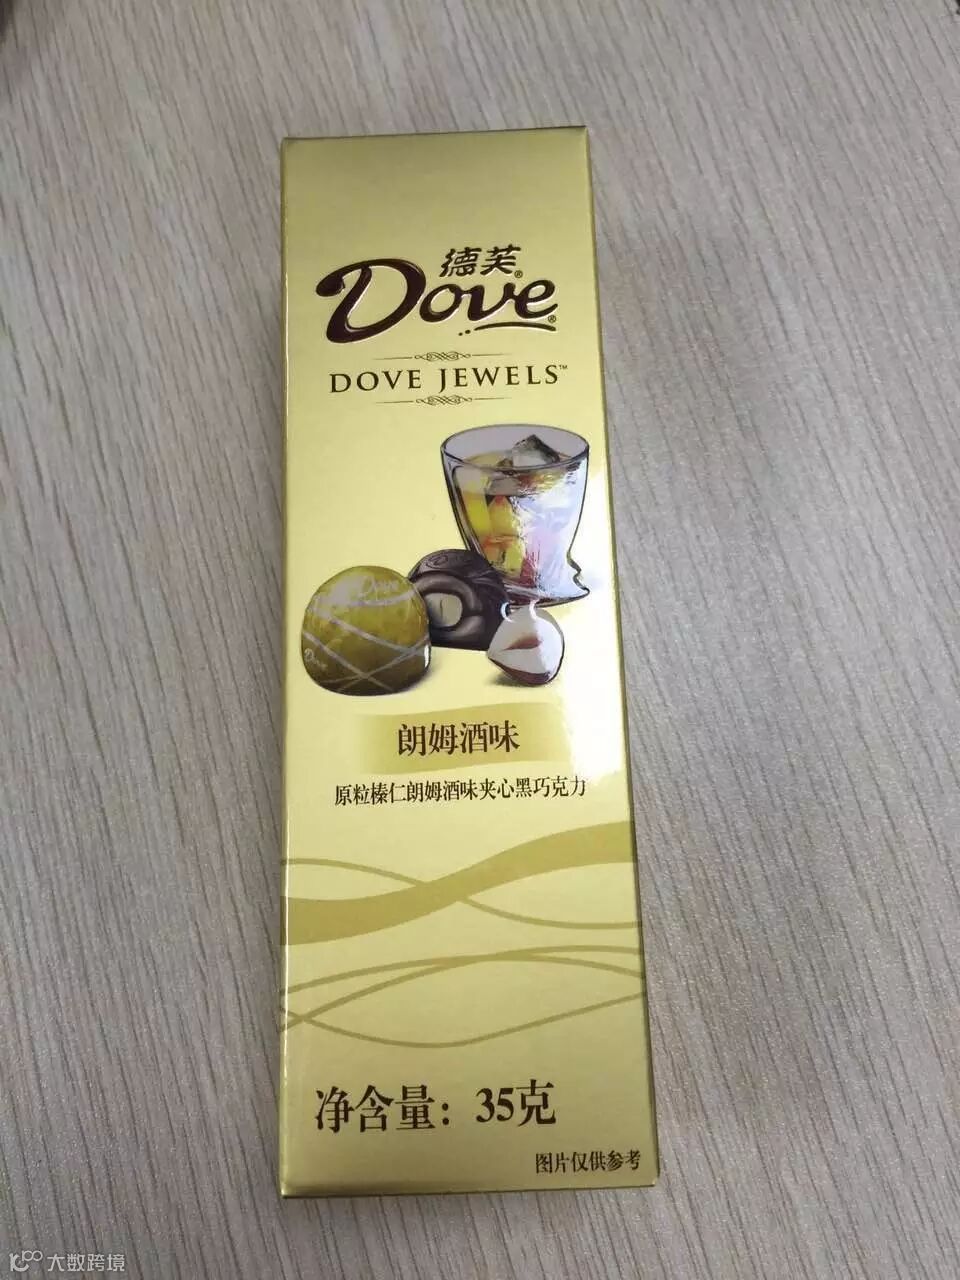 德芙®
Dove®
DOVE JEWELS™
Dove
Dove
朗姆酒味
原粒榛仁朗姆酒味夹心黑巧克力
净含量：35克
图片仅供参考
大数跨境